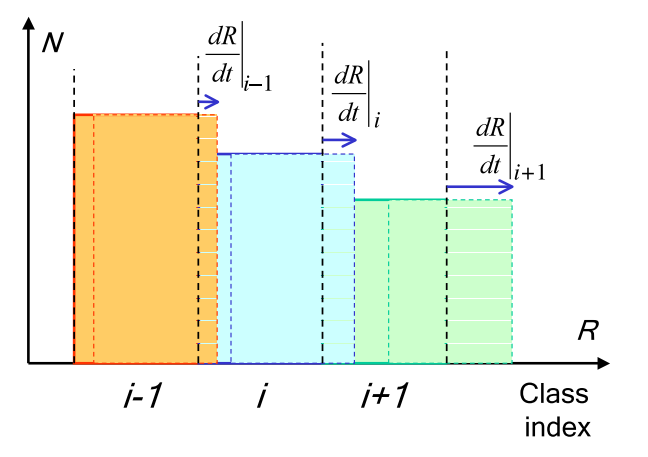 N
dR/dt|i-1
dR/dt|i
dR/dt|i+1
R
i-1 i i+1 Class
index